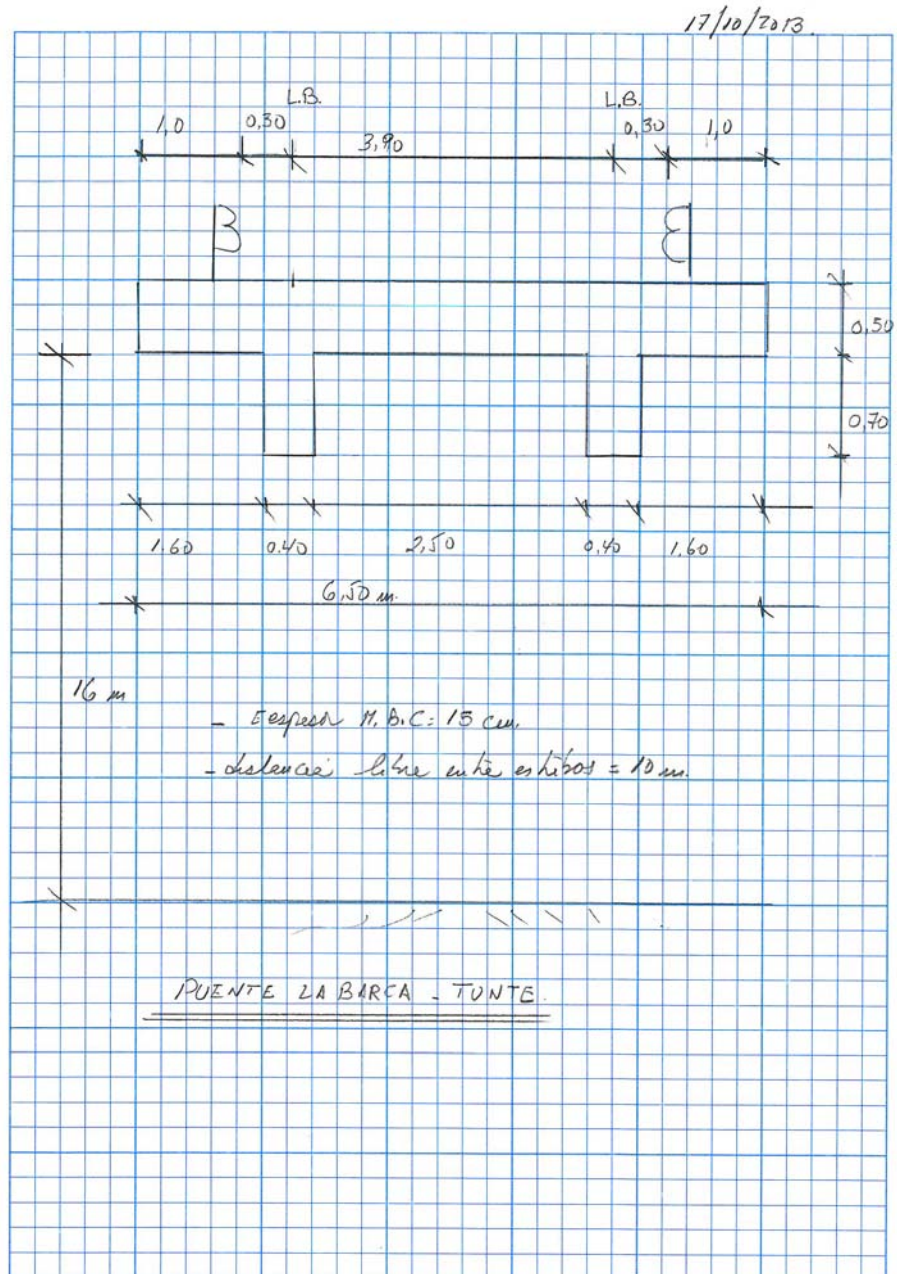 17/10/2013.
L.B. L.B.
1,0 0,30 3,90 0,30 1,0
0,50
0,70
1.60 0.40 2,50 0,40 1.60
6,50 m.
16 m
- Eespesor M.B.C: 15 cm.
- distancia libre entre estribos = 10 m.
PUENTE LA BARCA - TUNTE.